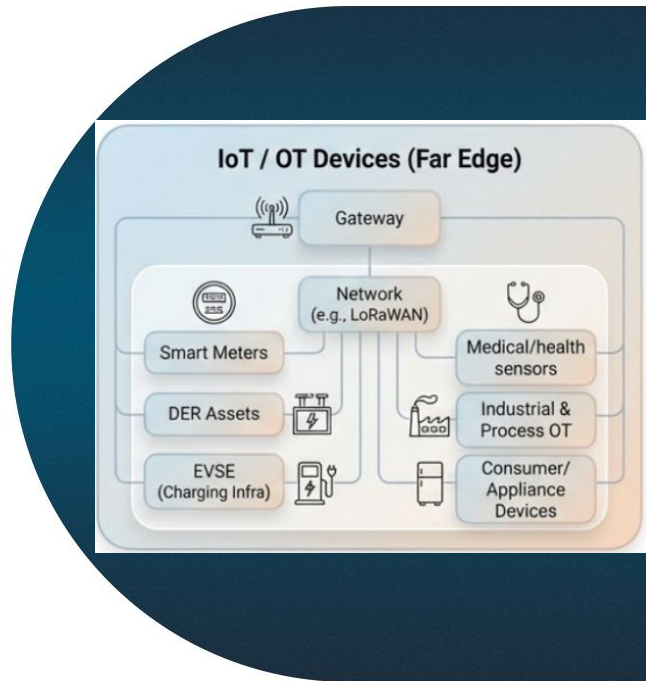 IoT / OT Devices (Far Edge)
Gateway
Network
(e.g., LoRaWAN)
Smart Meters
Medical/health
sensors
DER Assets
Industrial &
Process OT
EVSE
(Charging Infra)
Consumer/
Appliance
Devices